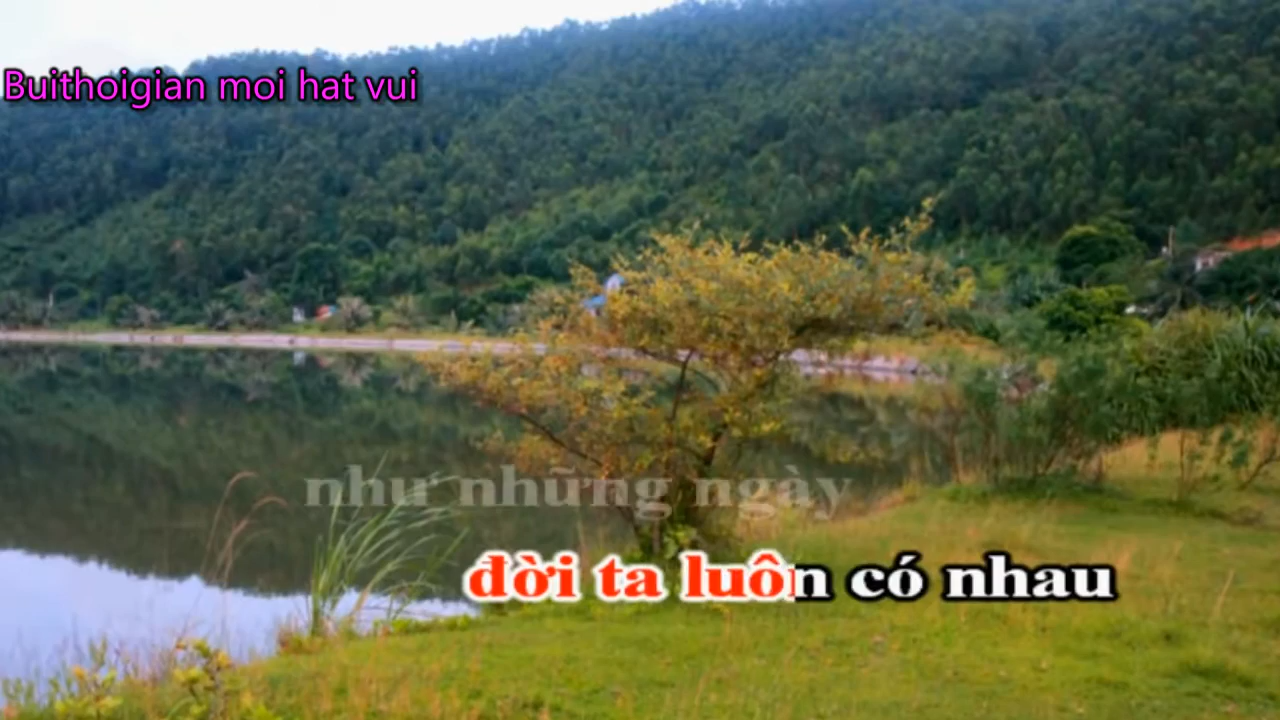 Buithoigian moi hat vui
như những ngày
đời ta luôn có nhau